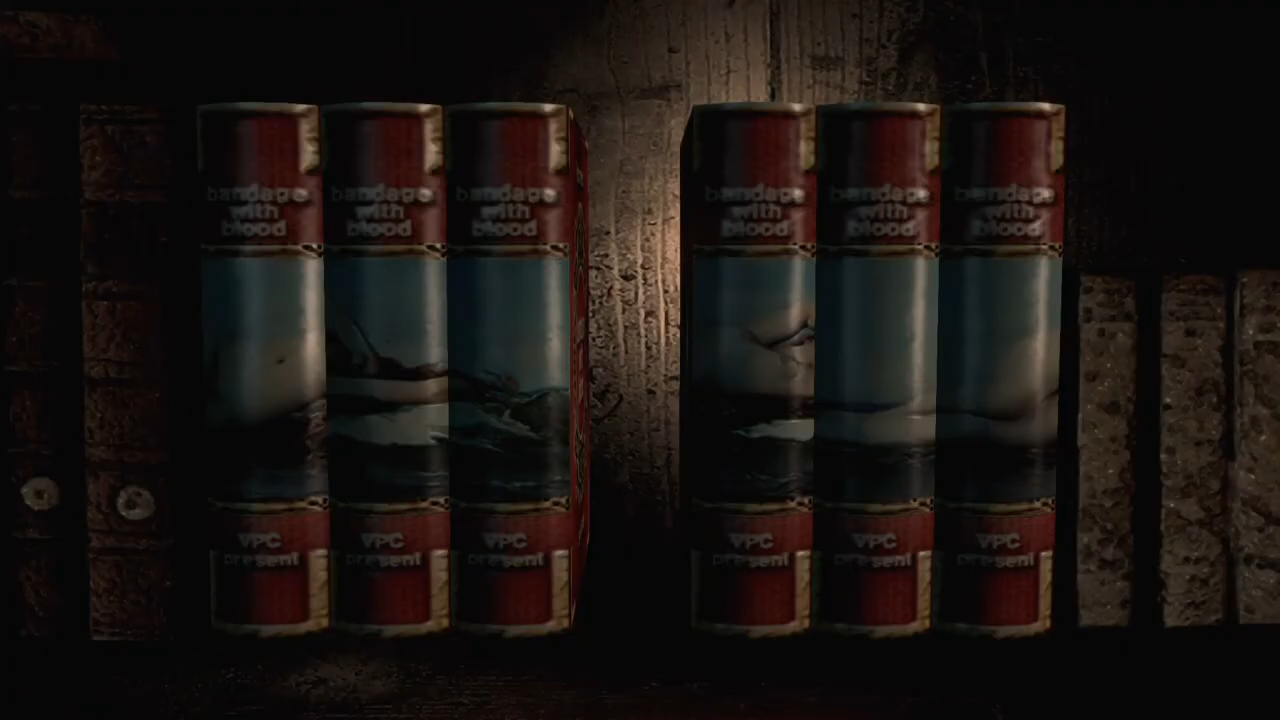 bandage
with
blood
bandage
with
blood
bandage
with
blood
bandage
with
blood
bandage
with
blood
bandage
with
blood
VPC
present
VPC
present
VPC
present
VPC
present
VPC
present
VPC
present